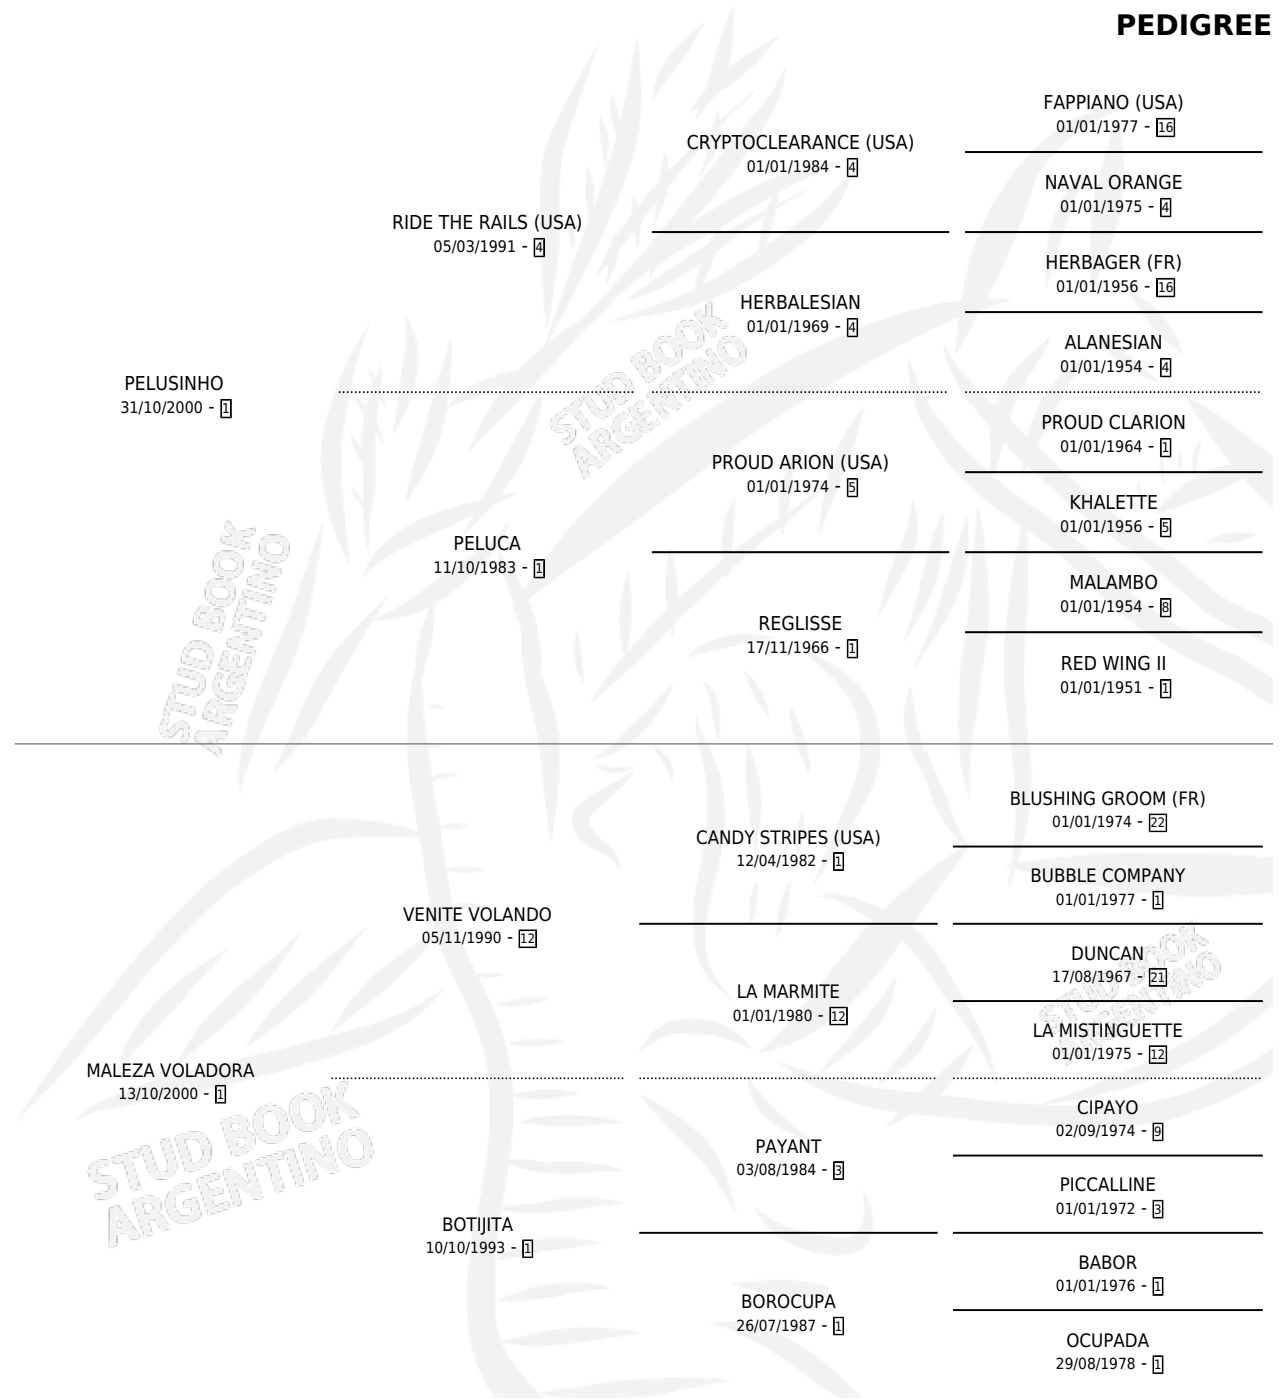 PEDIGREE
FAPPIANO (USA)
01/01/1977 - 16
CRYPTOCLEARANCE (USA)
01/01/1984 - 4
NAVAL ORANGE
01/01/1975 - 4
RIDE THE RAILS (USA)
05/03/1991 - 4
HERBAGER (FR)
01/01/1956 - 16
HERBALESIAN
01/01/1969 - 4
ALANESIAN
01/01/1954 - 4
PELUSINHO
31/10/2000 - 1
PROUD CLARION
01/01/1964 - 1
PROUD ARION (USA)
01/01/1974 - 5
KHALETTE
01/01/1956 - 5
PELUCA
11/10/1983 - 1
MALAMBO
01/01/1954 - 8
REGLISSE
17/11/1966 - 1
RED WING II
01/01/1951 - 1
BLUSHING GROOM (FR)
01/01/1974 - 22
CANDY STRIPES (USA)
12/04/1982 - 1
BUBBLE COMPANY
01/01/1977 - 1
VENITE VOLANDO
05/11/1990 - 12
DUNCAN
17/08/1967 - 21
LA MARMITE
01/01/1980 - 12
LA MISTINGUETTE
01/01/1975 - 12
MALEZA VOLADORA
13/10/2000 - 1
CIPAYO
02/09/1974 - 9
PAYANT
03/08/1984 - 3
PICCALLINE
01/01/1972 - 3
BOTIJITA
10/10/1993 - 1
BABOR
01/01/1976 - 1
BOROCUPA
26/07/1987 - 1
OCUPADA
29/08/1978 - 1
STUD BOOK
ARGENTINO
STUD BOOK
ARGENTINO
STUD BOOK
ARGENTINO
STUD BOOK
ARGENTINO